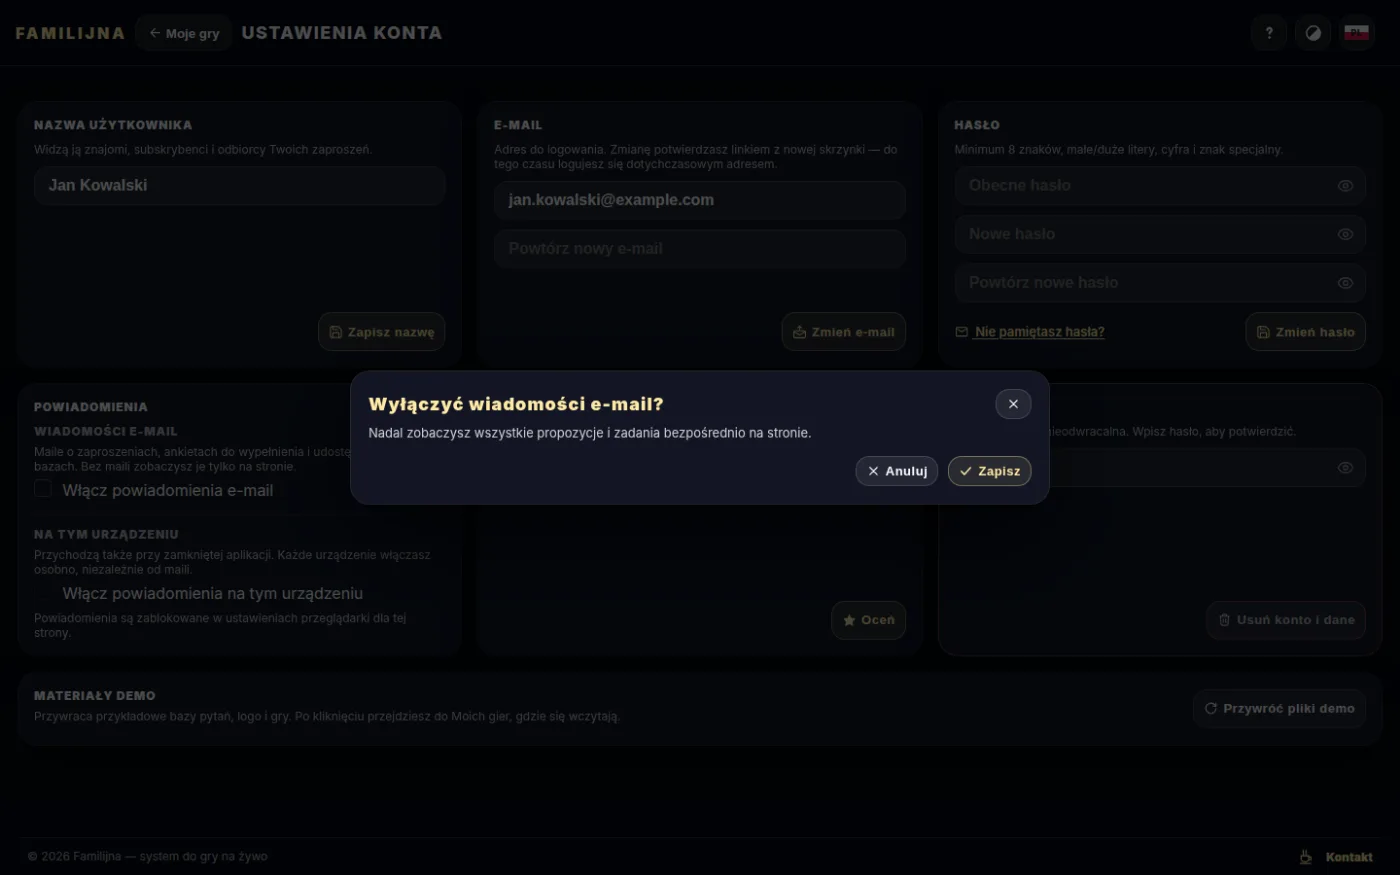 FAMILIJNA
← Moje gry
USTAWIENIA KONTA
?
NAZWA UŻYTKOWNIKA
Widzą ją znajomi, subskrybenci i odbiorcy Twoich zaproszeń.
Jan Kowalski
Zapisz nazwę
E-MAIL
Adres do logowania. Zmianę potwierdzasz linkiem z nowej skrzynki — do
tego czasu logujesz się dotychczasowym adresem.
jan.kowalski@example.com
Powtórz nowy e-mail
Zmień e-mail
HASŁO
Minimum 8 znaków, małe/duże litery, cyfra i znak specjalny.
Obecne hasło
Nowe hasło
Powtórz nowe hasło
Nie pamiętasz hasła?
Zmień hasło
Wyłączyć wiadomości e-mail?
Nadal zobaczysz wszystkie propozycje i zadania bezpośrednio na stronie.
Anuluj
Zapisz
POWIADOMIENIA
WIADOMOŚCI E-MAIL
Maile o zaproszeniach, ankietach do wypełnienia i
bazach. Bez maili zobaczysz je tylko na stronie.
Włącz powiadomienia e-mail
NA TYM URZĄDZENIU
Przychodzą także przy zamkniętej aplikacji. Każde urządzenie włączasz
osobno, niezależnie od maili.
Włącz powiadomienia na tym urządzeniu
Powiadomienia są zablokowane w ustawieniach przeglądarki dla tej
strony.
Oceń
Wpisz hasło, aby potwierdzić.
Usuń konto i dane
MATERIAŁY DEMO
Przywraca przykładowe bazy pytań, logo i gry. Po kliknięciu przejdziesz do Moich gier, gdzie się wczytają.
Przywróć pliki demo
© 2026 Familijna — system do gry na żywo
Kontakt